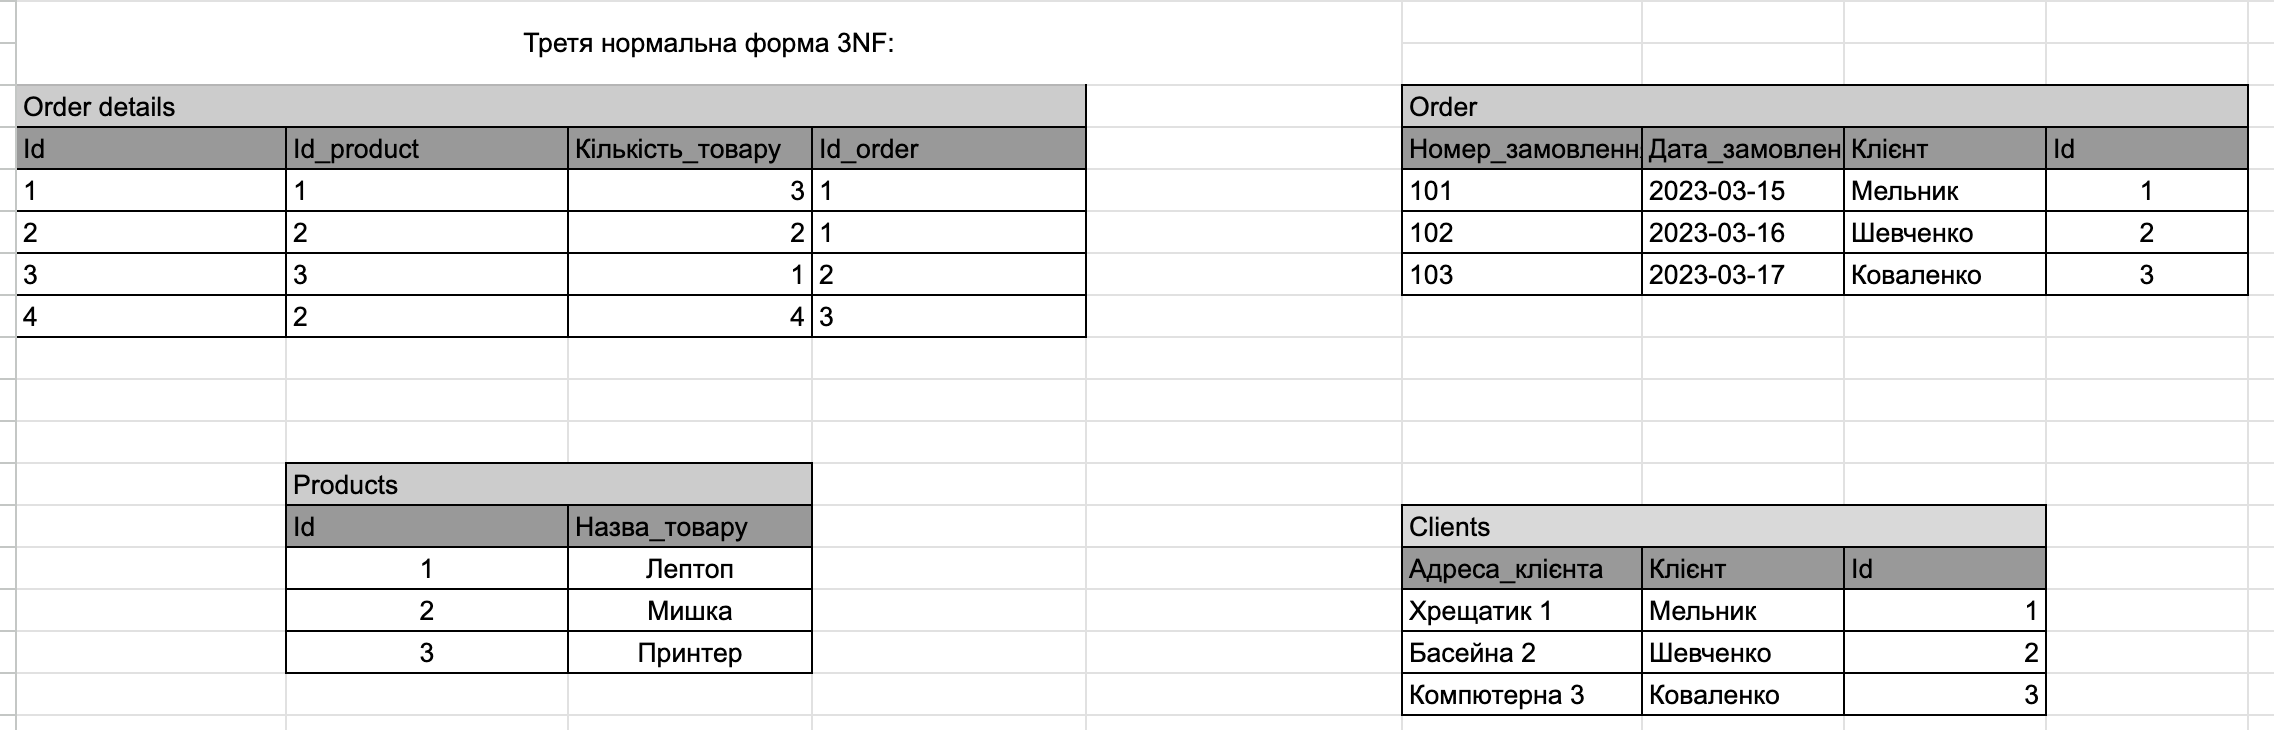 Третя нормальна форма 3NF:
Order details
Id Id_product Кількість_товару Id_order
1 1 3 1
2 2 2 1
3 3 1 2
4 2 4 3
Order
Номер_замовленн Дата_замовлен Клієнт Id
101 2023-03-15 Мельник 1
102 2023-03-16 Шевченко 2
103 2023-03-17 Коваленко 3
Products
Id Назва_товару
1 Лептоп
2 Мишка
3 Принтер
Clients
Адреса_клієнта Клієнт Id
Хрещатик 1 Мельник 1
Басейна 2 Шевченко 2
Компютерна 3 Коваленко 3